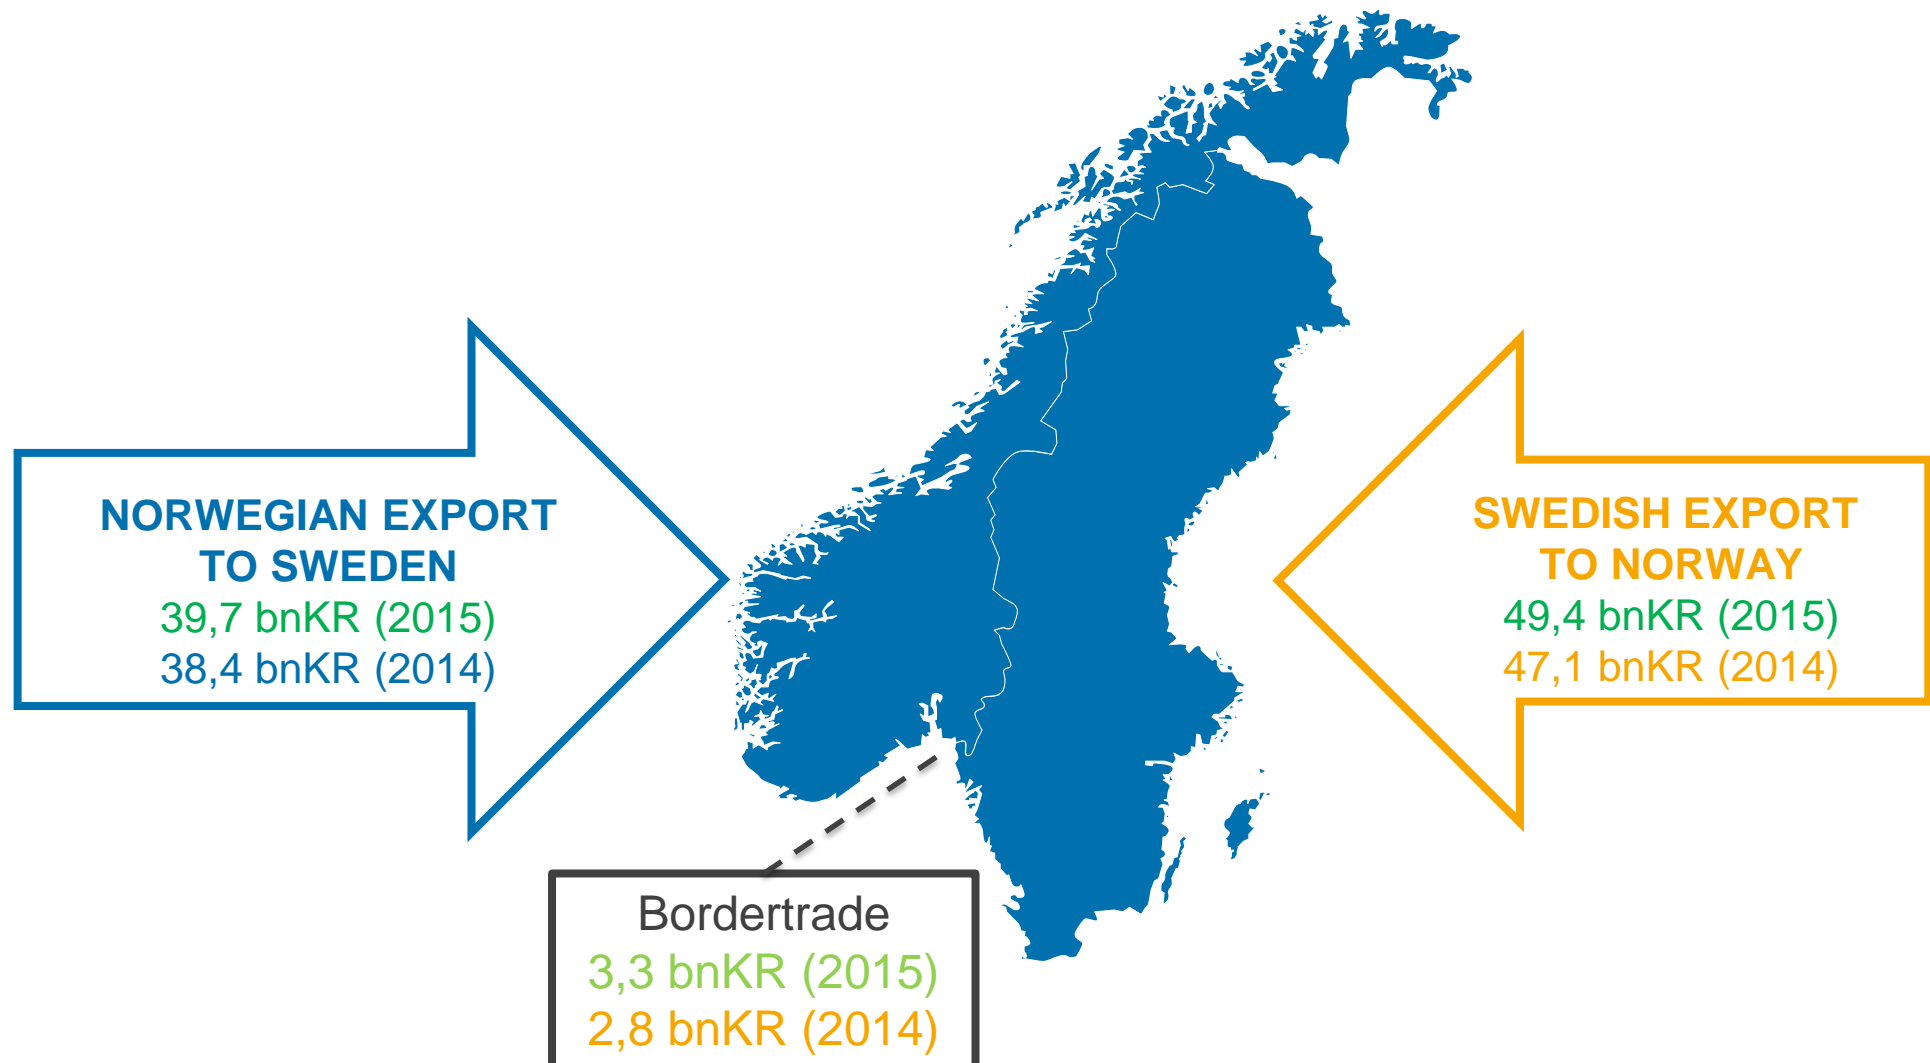 NORWEGIAN EXPORT
TO SWEDEN
39,7 bnKR (2015)
38,4 bnKR (2014)
SWEDISH EXPORT
TO NORWAY
49,4 bnKR (2015)
47,1 bnKR (2014)
Bordertrade
3,3 bnKR (2015)
2,8 bnKR (2014)